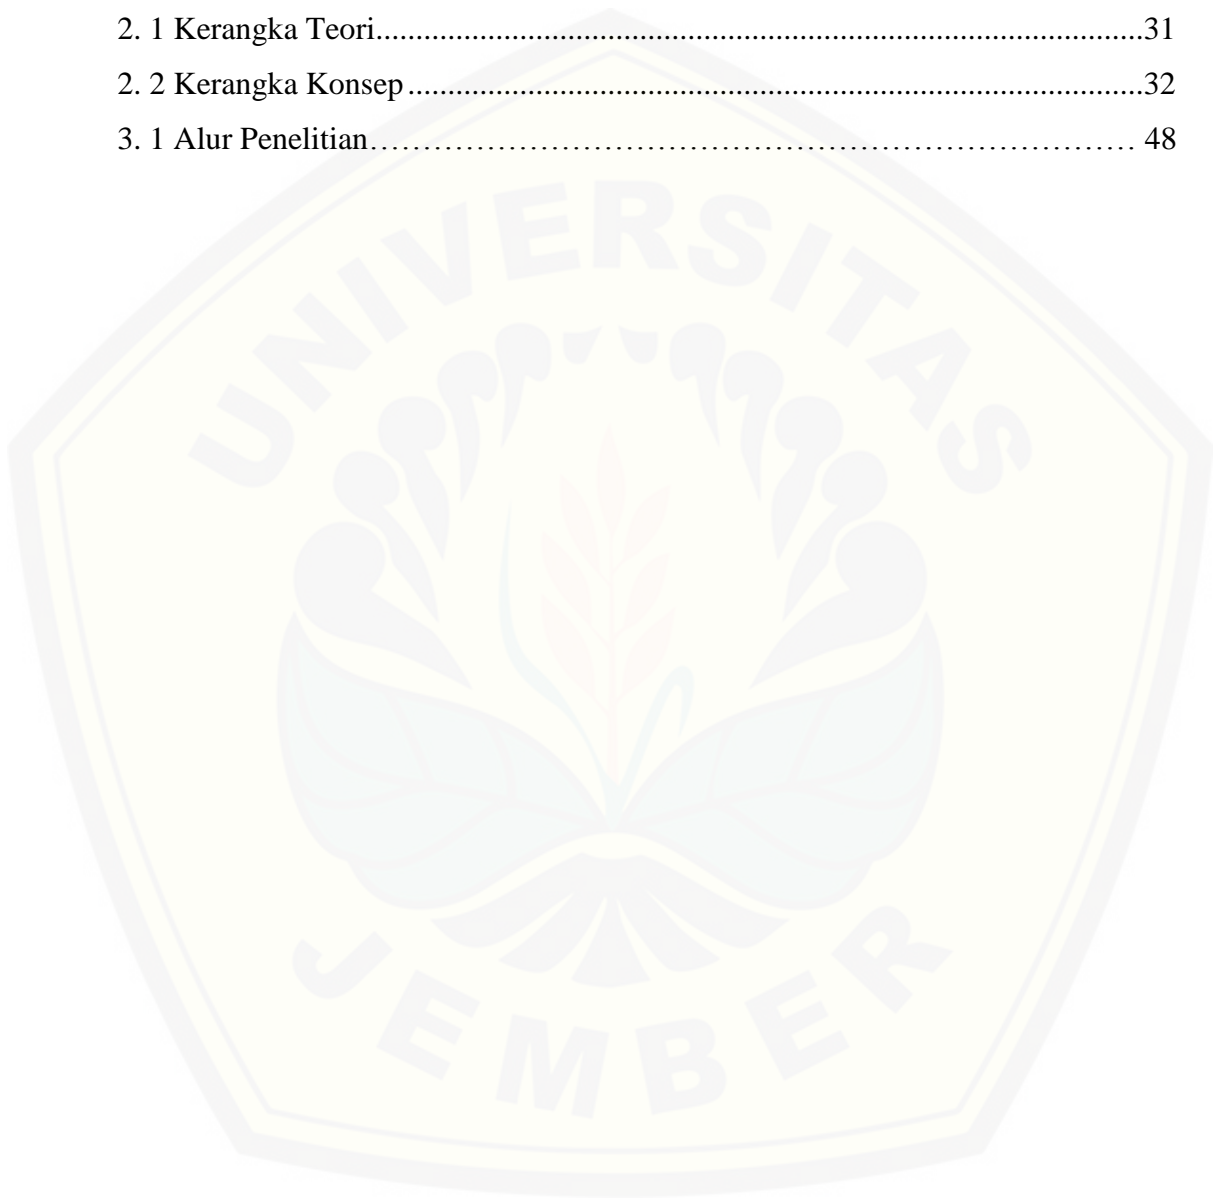 2. 1 Kerangka Teori.................................................................................31
2. 2 Kerangka Konsep..............................................................................32
3. 1 Alur Penelitian…………………………………………………………… 48
UNIVERSITAS
JEMBER